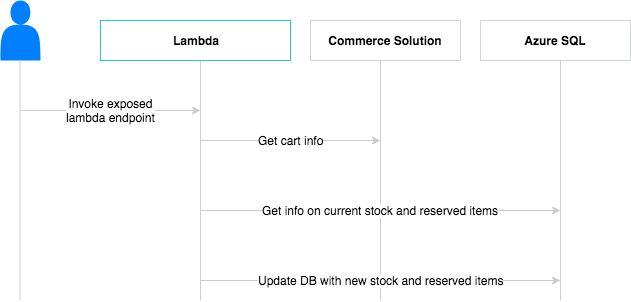 Lambda
Commerce Solution
Azure SQL
Invoke exposed
lambda endpoint
Get cart info
Get info on current stock and reserved items
Update DB with new stock and reserved items